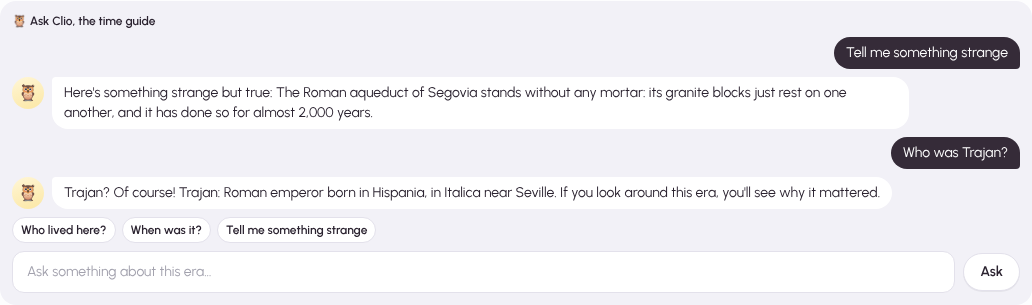 Ask Clio, the time guide
Tell me something strange
Here's something strange but true: The Roman aqueduct of Segovia stands without any mortar: its granite blocks just rest on one
another, and it has done so for almost 2,000 years.
Who was Trajan?
Trajan? Of course! Trajan: Roman emperor born in Hispania, in Italica near Seville. If you look around this era, you'll see why it mattered.
Who lived here?
When was it?
Tell me something strange
Ask something about this era...
Ask